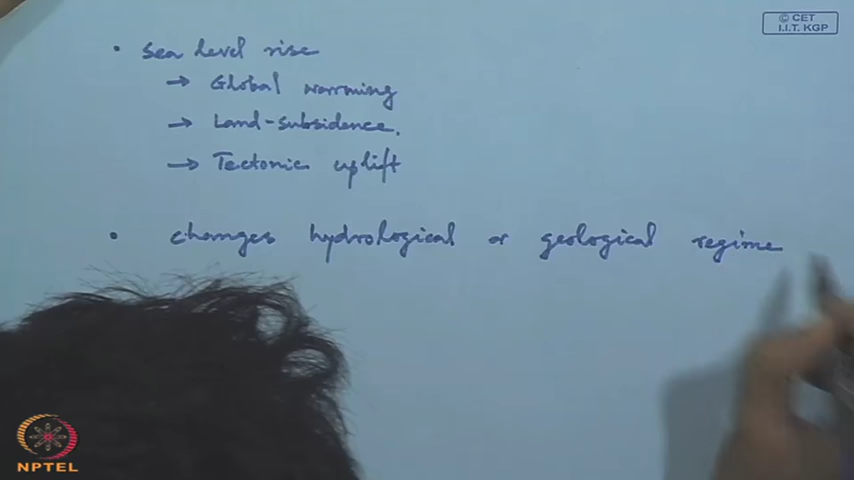 © CET
I.I.T. KGP
• Sea level rise
→ Global warming
→ Land-subsidence.
→ Tectonic uplift
• changes hydrological or geological regime
NPTEL